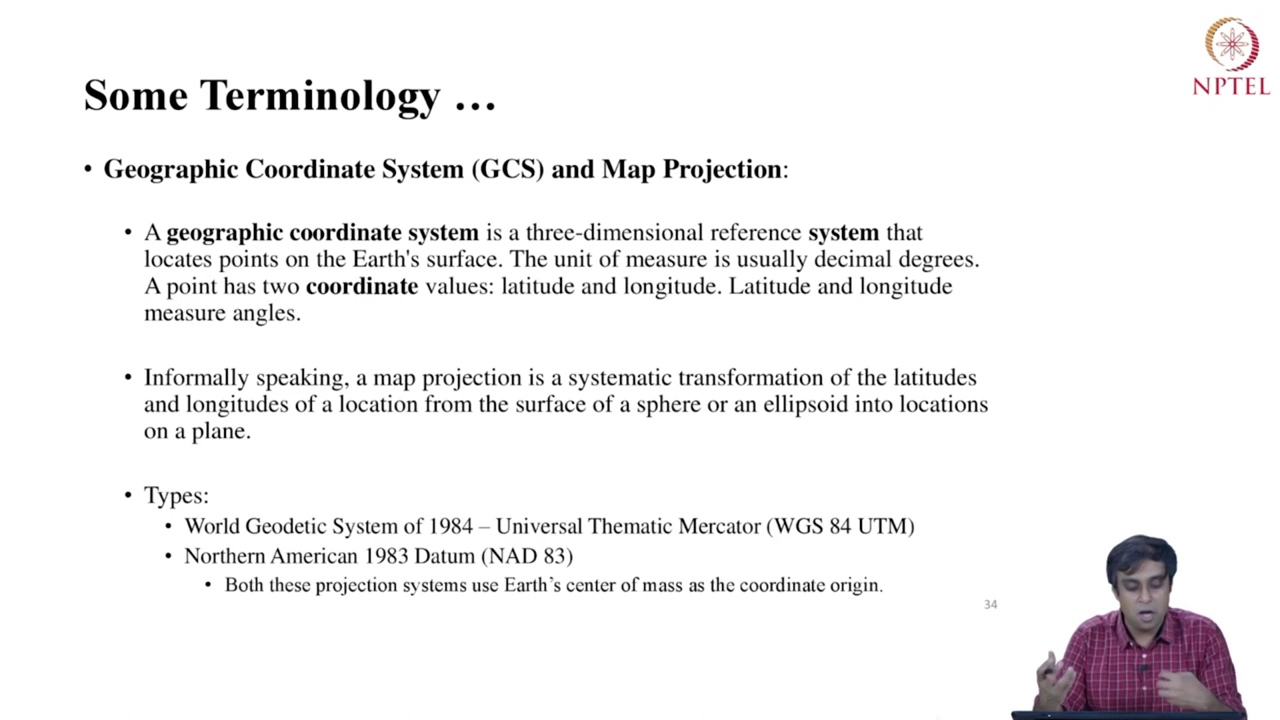 NPTEL
Some Terminology …
• Geographic Coordinate System (GCS) and Map Projection:
• A geographic coordinate system is a three-dimensional reference system that
locates points on the Earth's surface. The unit of measure is usually decimal degrees.
A point has two coordinate values: latitude and longitude. Latitude and longitude
measure angles.
• Informally speaking, a map projection is a systematic transformation of the latitudes
and longitudes of a location from the surface of a sphere or an ellipsoid into locations
on a plane.
• Types:
• World Geodetic System of 1984 – Universal Thematic Mercator (WGS 84 UTM)
• Northern American 1983 Datum (NAD 83)
• Both these projection systems use Earth’s center of mass as the coordinate origin.
34